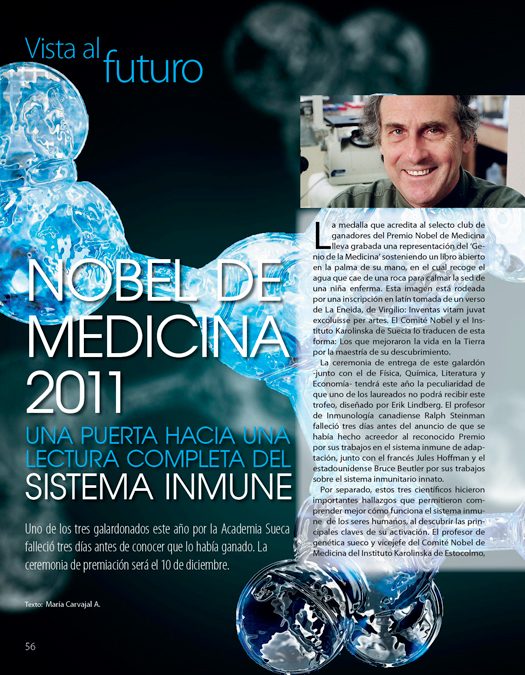 Vista al
futuro
NOBEL DE
MEDICINA
2011
UNA PUERTA HACIA UNA
LECTURA COMPLETA DEL
SISTEMA INMUNE
Uno de los tres galardonados este año por la Academia Sueca
falleció tres días antes de conocer que lo había ganado. La
ceremonia de premiación será el 10 de diciembre.
Texto: María Carvajal A.
56
La medalla que acredita al selecto club de
ganadores del Premio Nobel de Medicina
lleva grabada una representación del 'Ge-
nio de la Medicina' sosteniendo un libro abierto
en la palma de su mano, en el cual recoge el
agua que cae de una roca para calmar la sed de
una niña enferma. Esta imagen está rodeada
por una inscripción en latín tomada de un verso
de La Eneida, de Virgilio: Inventas vitam juvat
excoluisse per artes. El Comité Nobel y el Ins-
tituto Karolinska de Suecia lo traducen de esta
forma: Los que mejoraron la vida en la Tierra
por la maestría de su descubrimiento.
La ceremonia de entrega de este galardón
-junto con el de Física, Química, Literatura y
Economía- tendrá este año la peculiaridad de
que uno de los laureados no podrá recibir este
trofeo, diseñado por Erik Lindberg. El profesor
de Inmunología canadiense Ralph Steinman
falleció tres días antes del anuncio de que se
había hecho acreedor al reconocido Premio
por sus trabajos en el sistema inmune de adap-
tación, junto con el francés Jules Hoffman y el
estadounidense Bruce Beutler por sus trabajos
sobre el sistema inmunitario innato.
Por separado, estos tres científicos hicieron
importantes hallazgos que permitieron com-
prender mejor cómo funciona el sistema inmu-
ne de los seres humanos, al descubrir las prin-
cipales claves de su activación. El profesor de
genética sueco y vicejefe del Comité Nobel de
Medicina del Instituto Karolinska de Estocolmo,